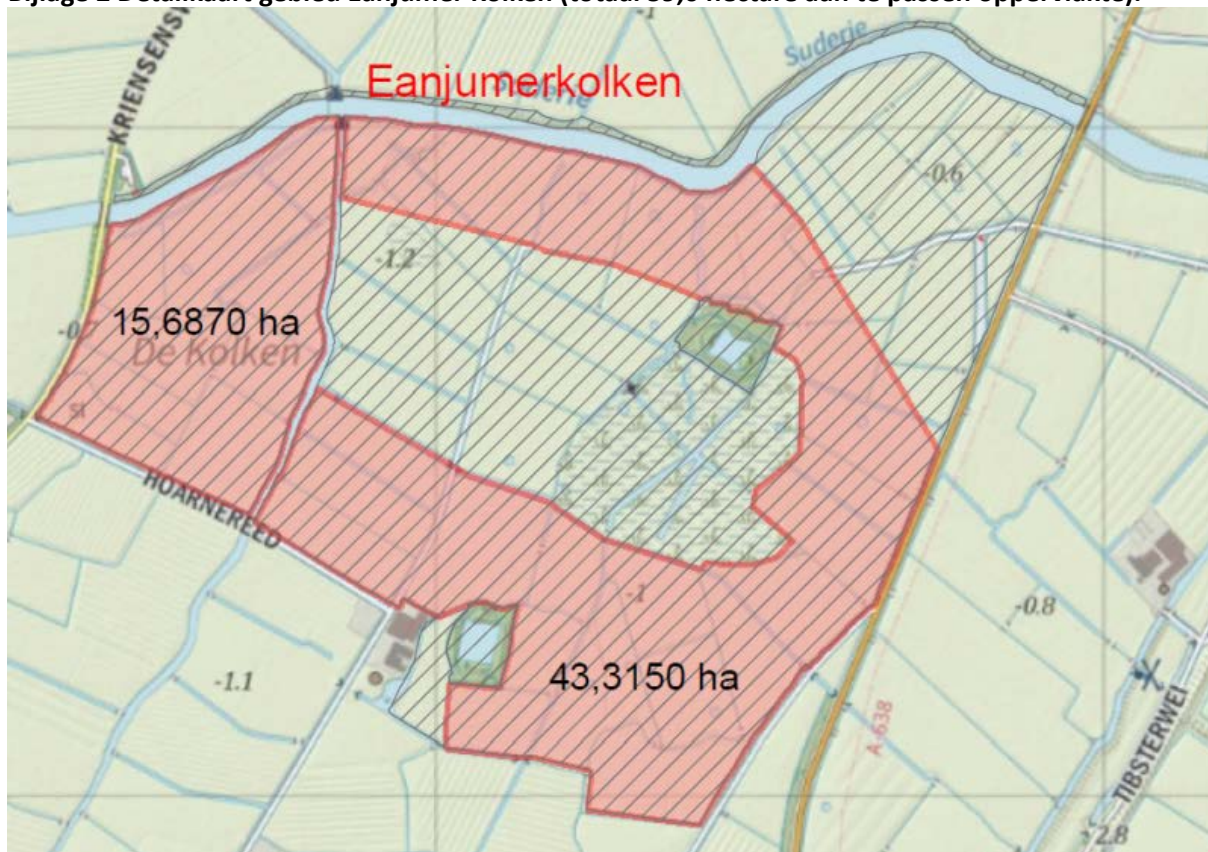 Eanjumerkolken
Suderie
KRIENSENS
-0.6
-1.2
15,6870 ha
De Kolken
HOARNEREED
-1
-0.8
-1.1
43,3150 ha
A-638
TIBSTERWEI
-2.8